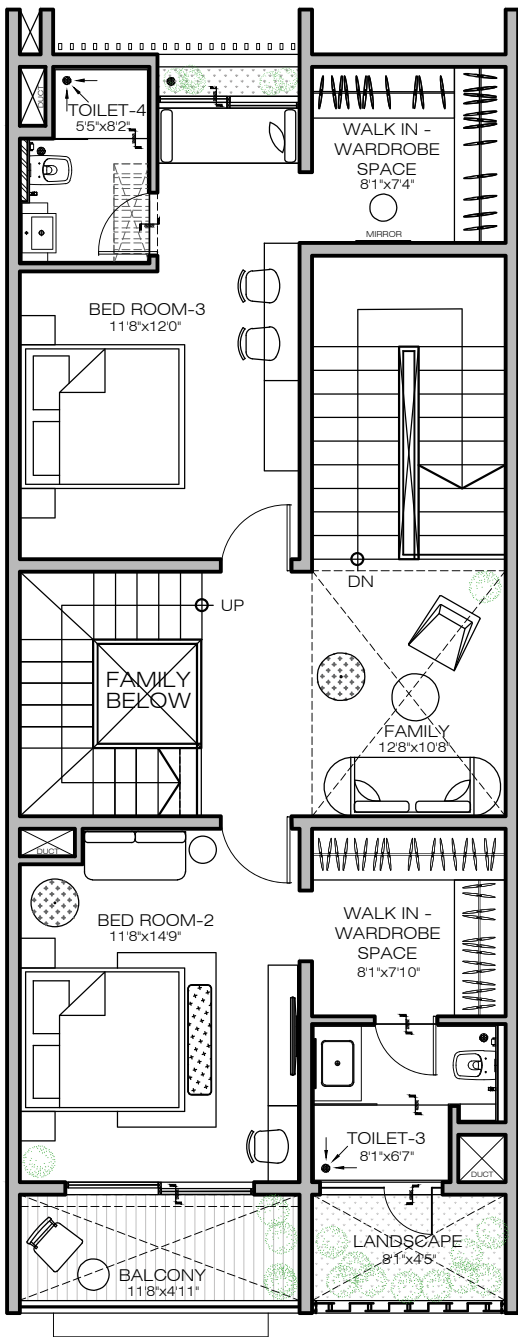 DUCT
TOILET-4
5'5"x8'2"
WALK IN -
WARDROBE
SPACE
8'1"x7'4"
MIRROR
BED ROOM-3
11'8"x12'0"
DN
UP
FAMILY
BELOW
FAMILY
12'8"x10'8"
DUCT
BED ROOM-2
11'8"x14'9"
WALK IN -
WARDROBE
SPACE
8'1"x7'10"
TOILET-3
8'1"x6'7"
DUCT
BALCONY
11'8"x4'11"
LANDSCAPE
8'1"x4'5"